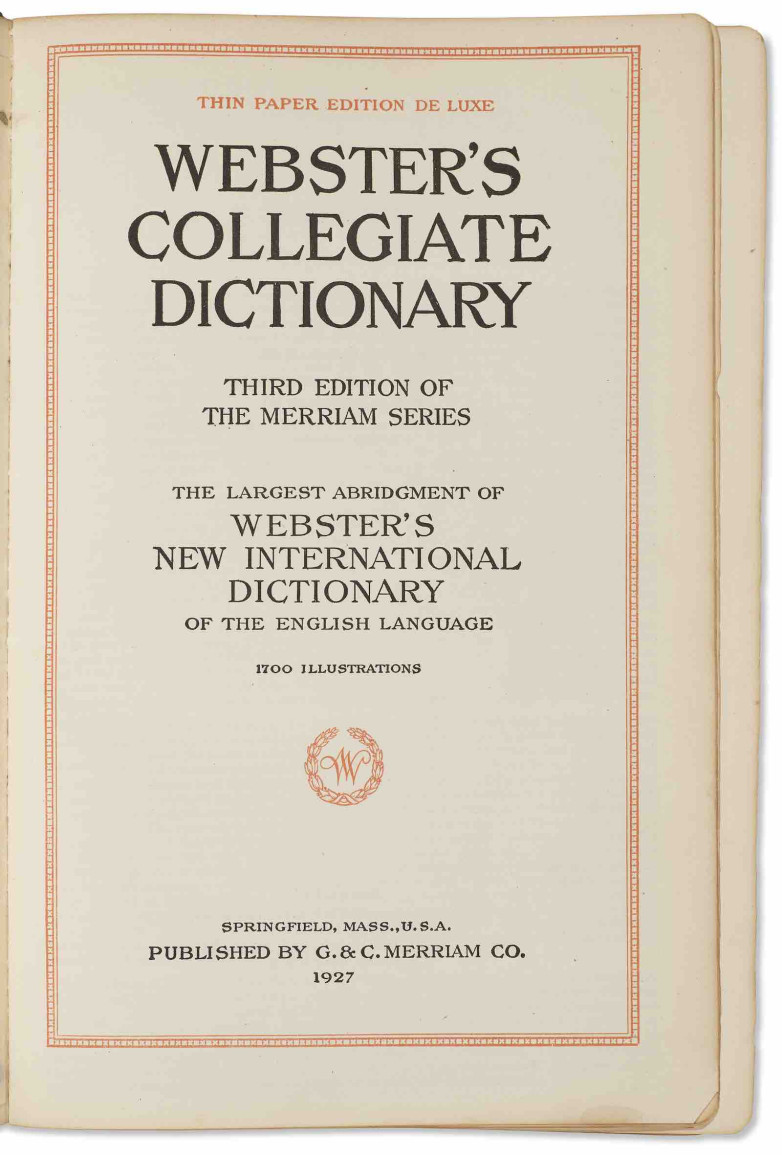 THIN PAPER EDITION DE LUXE
WEBSTER'S
COLLEGIATE
DICTIONARY
THIRD EDITION OF
THE MERRIAM SERIES
THE LARGEST ABRIDGMENT OF
WEBSTER'S
NEW INTERNATIONAL
DICTIONARY
OF THE ENGLISH LANGUAGE
1700 ILLUSTRATIONS
W
SPRINGFIELD, MASS., U.S.A.
PUBLISHED BY G. & C. MERRIAM CO.
1927